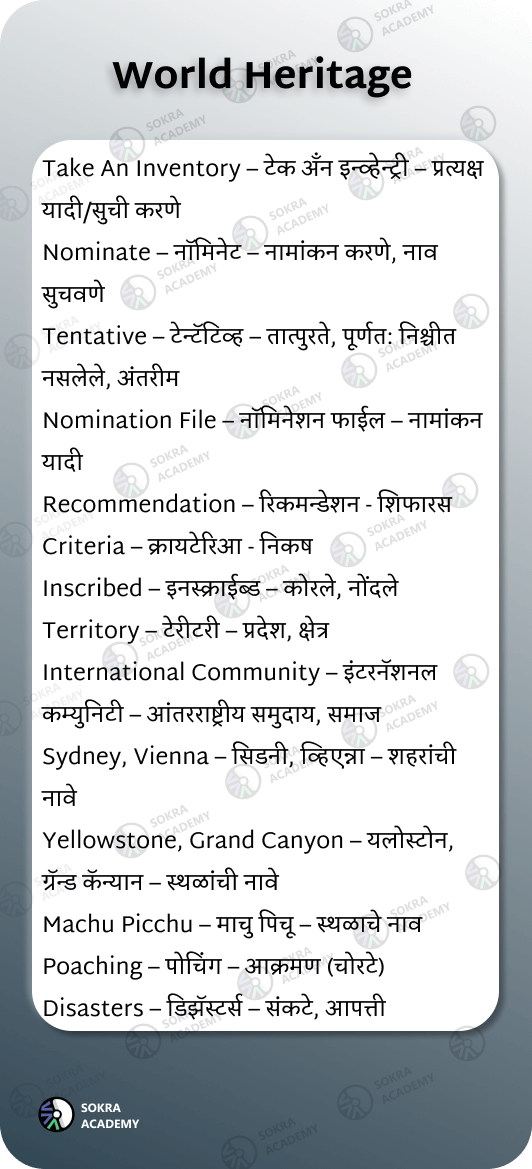 World Heritage
Take An Inventory – टेक अँन इन्व्हेन्ट्री – प्रत्यक्ष
यादी/सुची करणे
Nominate – नॉमिनेट – नामांकन करणे, नाव
सुचवणे
Tentative – टेन्टॅटिव्ह – तात्पुरते, पूर्णत: निश्चीत
नसलेले, अंतरीम
Nomination File – नॉमिनेशन फाईल – नामांकन
यादी
Recommendation – रिकमन्डेशन - शिफारस
Criteria – क्रायटेरिआ - निकष
Inscribed – इनस्क्राईब्ड – कोरले, नोंदले
Territory – टेरीटरी – प्रदेश, क्षेत्र
International Community – इंटरनॅशनल
कम्युनिटी – आंतरराष्ट्रीय समुदाय, समाज
Sydney, Vienna – सिडनी, व्हिएन्ना – शहरांची
नावे
Yellowstone, Grand Canyon – यलोस्टोन,
ग्रॅन्ड कॅन्यान – स्थळांची नावे
Machu Picchu – माचु पिचू – स्थळाचे नाव
Poaching – पोचिंग – आक्रमण (चोरटे)
Disasters – डिझॅस्टर्स – संकटे, आपत्ती
SOKRA
ACADEMY